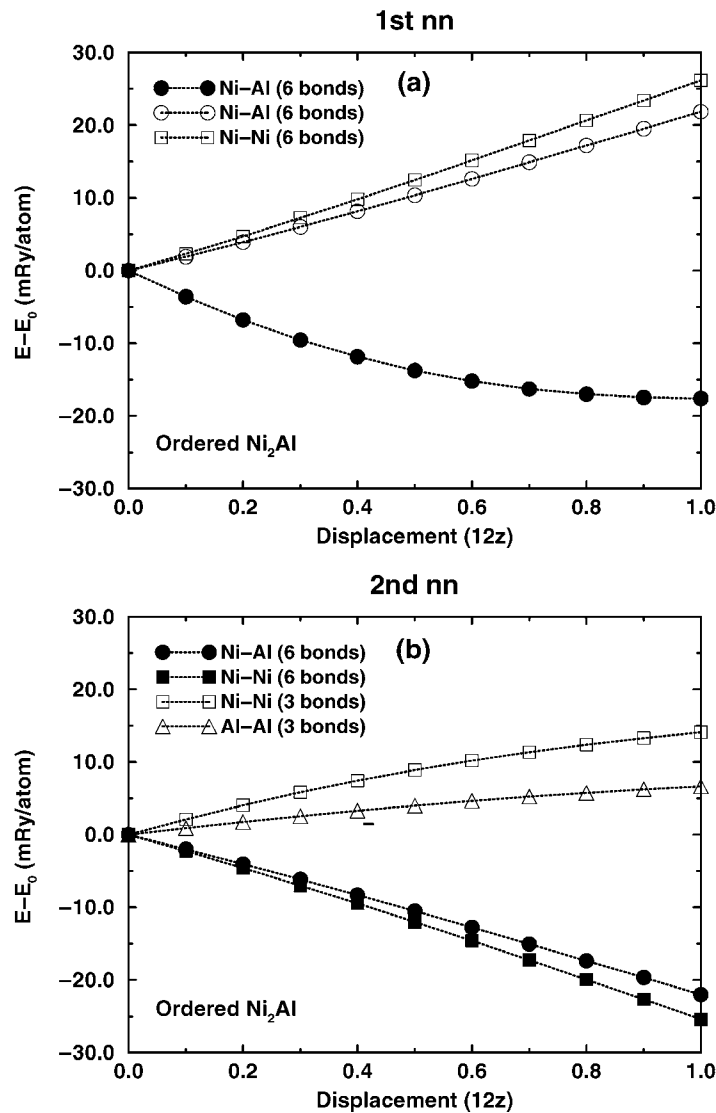 1st nn
30.0
20.0
10.0
0.0
−10.0
−20.0
−30.0
E−E₀ (mRy/atom)
Ni−Al (6 bonds)
Ni−Al (6 bonds)
Ni−Ni (6 bonds)
(a)
Ordered Ni₂Al
0.0 0.2 0.4 0.6 0.8 1.0
Displacement (12z)
2nd nn
30.0
20.0
10.0
0.0
−10.0
−20.0
−30.0
E−E₀ (mRy/atom)
Ni−Al (6 bonds)
Ni−Ni (6 bonds)
Ni−Ni (3 bonds)
Al−Al (3 bonds)
(b)
Ordered Ni₂Al
0.0 0.2 0.4 0.6 0.8 1.0
Displacement (12z)